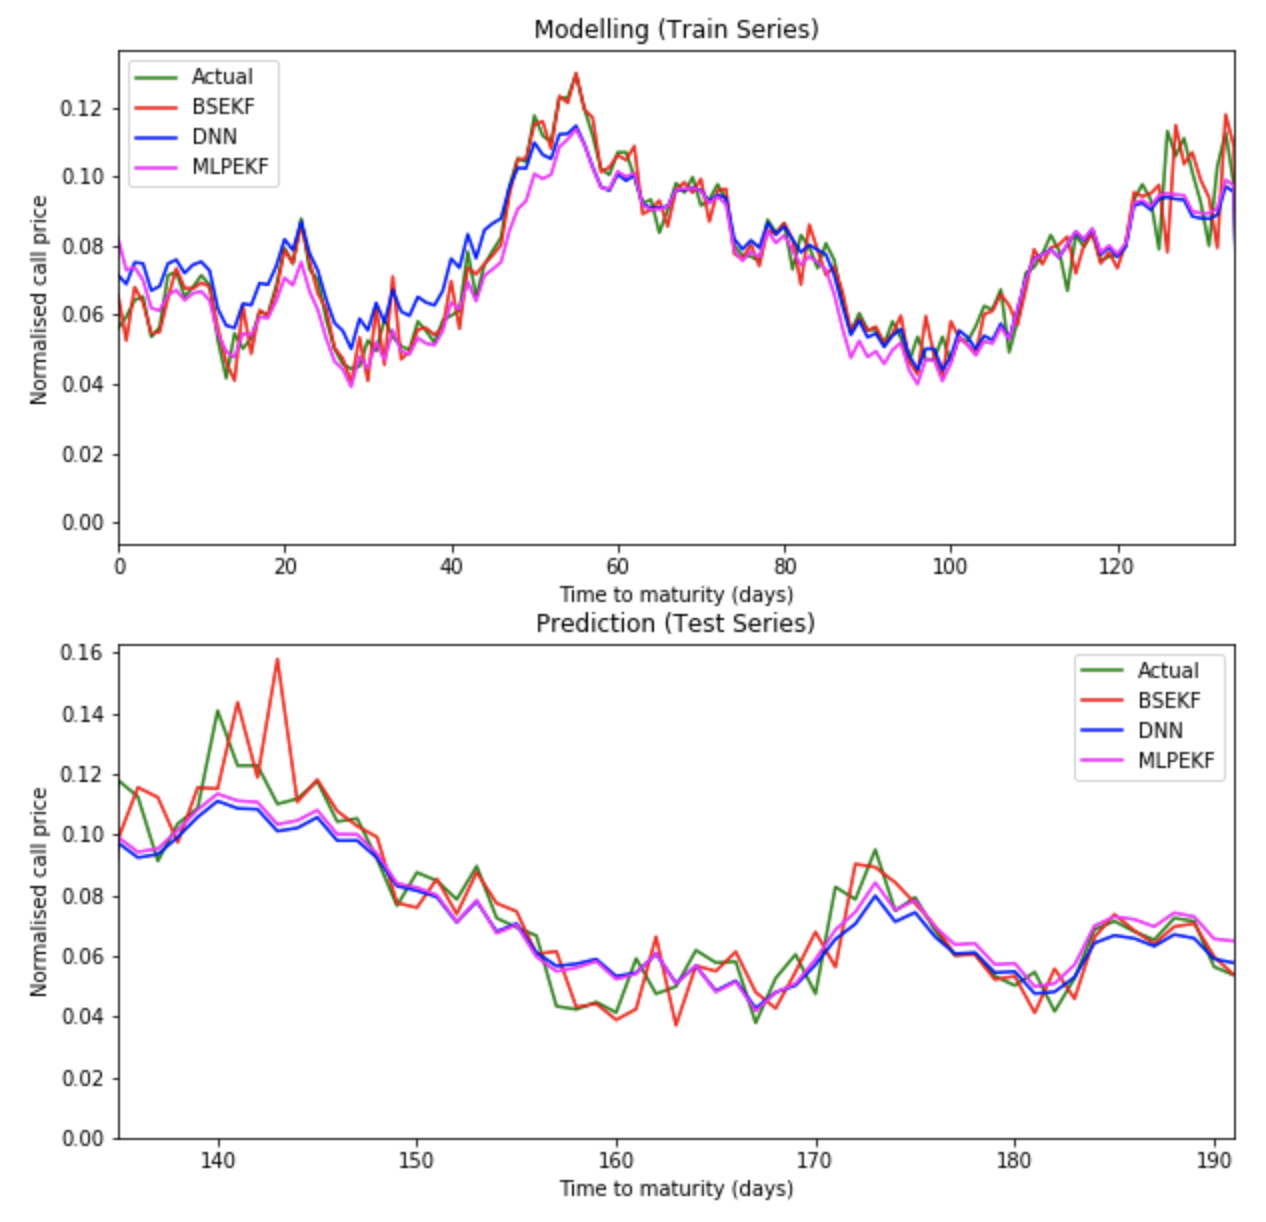 Modelling (Train Series)
Actual
BSEKF
DNN
MLPEKF
Normalised call price
0.12
0.10
0.08
0.06
0.04
0.02
0.00
0 20 40 60 80 100 120
Time to maturity (days)
Prediction (Test Series)
Actual
BSEKF
DNN
MLPEKF
Normalised call price
0.16
0.14
0.12
0.10
0.08
0.06
0.04
0.02
0.00
140 150 160 170 180 190
Time to maturity (days)